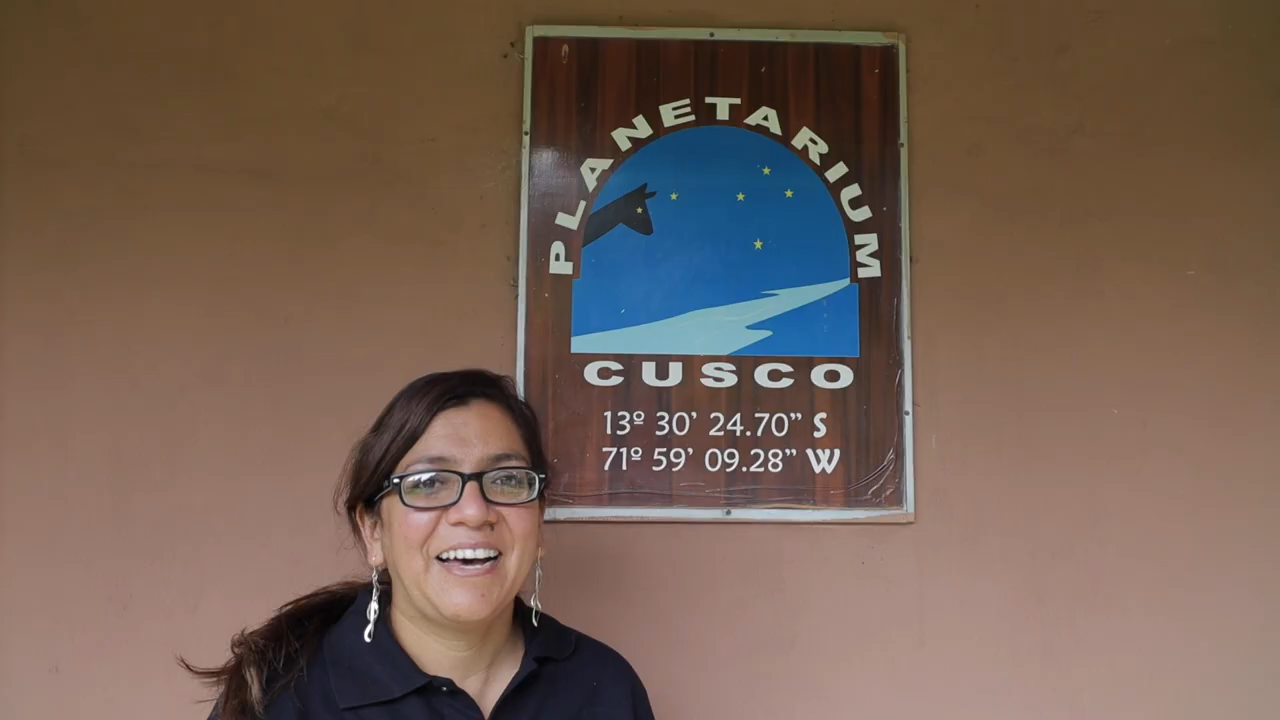 PLANETARIUM
CUSCO
13º 30’ 24.70” S
71º 59’ 09.28” W